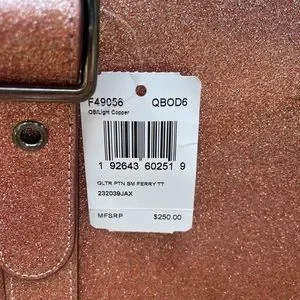 F49056 QBOD6
QB/Light Copper
1 92643 60251 9
GLTR PTN SM FERRY TT
232039JAX
MFSRP $250.00